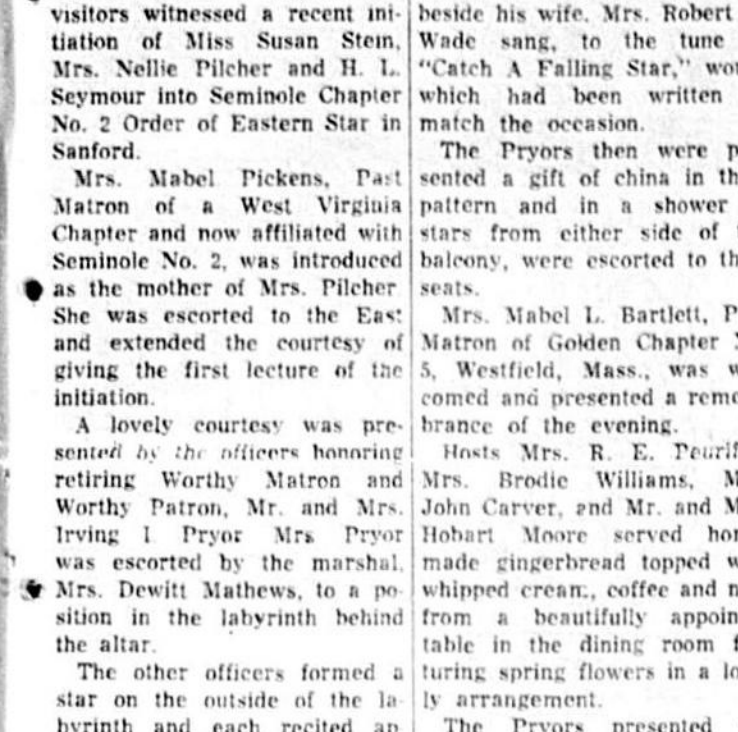 visitors witnessed a recent ini-
tiation of Miss Susan Stein,
Mrs. Nellie Pilcher and H. L.
Seymour into Seminole Chapter
No. 2 Order of Eastern Star in
Sanford.
Mrs. Mabel Pickens, Past
Matron of a West Virginia
Chapter and now affiliated with
Seminole No. 2, was introduced
as the mother of Mrs. Pilcher
She was escorted to the East
and extended the courtesy of
giving the first lecture of the
initiation.
A lovely courtesy was pre-
sented by the officers honoring
retiring Worthy Matron and
Worthy Patron, Mr. and Mrs.
Irving I Pryor Mrs Pryor
was escorted by the marshal,
Mrs. Dewitt Mathews, to a po-
sition in the labyrinth behind
the altar.
The other officers formed a
star on the outside of the la-
byrinth and each recited an
beside his wife. Mrs. Robert
Wade sang, to the tune
"Catch A Falling Star," wor
which had been written
match the occasion.
The Pryors then were p
sented a gift of china in th
pattern and in a shower
stars from either side of
balcony, were escorted to th
seats.
Mrs. Mabel L. Bartlett, P
Matron of Golden Chapter
5, Westfield, Mass., was w
comed and presented a reme
brance of the evening.
Hosts Mrs. R. E. Peurif
Mrs. Brodie Williams, M
John Carver, and Mr. and M
Hobart Moore served hom
made gingerbread topped w
whipped cream, coffee and n
from a beautifully appoin
table in the dining room f
turing spring flowers in a lo
ly arrangement.
The Pryors presented